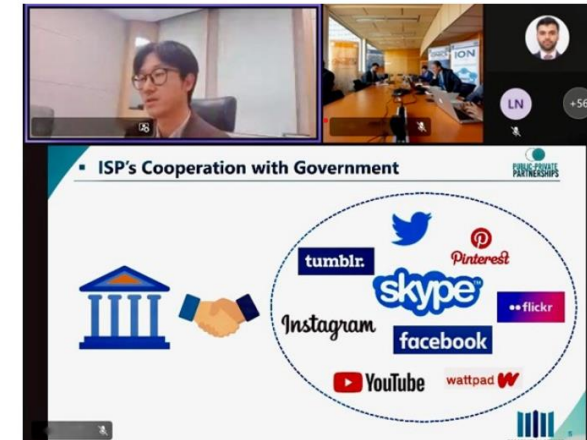 ION
LN
+56
▪ ISP's Cooperation with Government
PUBLIC-PRIVATE
PARTNERSHIPS
tumblr.
Pinterest
skype
flickr
Instagram
facebook
YouTube
wattpad